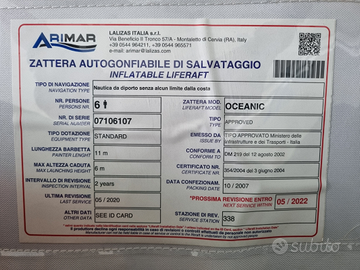 ARIMAR
LALIZAS ITALIA s.r.l.
Via Beneficio II Tronco 57/A - Montaletto di Cervia (RA), Italy
+39 0544 964211, +39 0544 965571
e-mail: arimar@lalizas.com
ZATTERA AUTOGONFIABILE DI SALVATAGGIO
INFLATABLE LIFERAFT
TIPO DI NAVIGAZIONE
NAVIGATION TYPE
Nautica da diporto senza alcun limite dalla costa
NR. PERSONE
NR PERSONS
6
ZATTERA MOD.
LIFERAFT MODEL
OCEANIC
NR. DI SERIE
SERIAL NUMBER
07106107
TIPO
TYPE
APPROVED
TIPO DOTAZIONE
EQUIPMENT TYPE
STANDARD
EMESSO DA
ISSUE BY
TIPO APPROVATO Ministero delle
Infrastrutture e dei Trasporti - Italia
LUNGHEZZA BARBETTA
PAINTER LENGHT
11 m
CONFORME A
CONFORM TO
DM 219 del 12 agosto 2002
MAX ALTEZZA CADUTA
6 m
CERTIFICATO NR.
CERTIFICATE NR
354/2004 del 3 giugno 2004
INTERVALLO DI REVISIONE
INSPECTION INTERVAL
2 years
DATA CONFEZIONAM.
PACKING DATE
10 / 2007
ULTIMA REVISIONE
LAST SERVICE
05 / 2020
*PROSSIMA REVISIONE ENTRO
NEXT SERVICE WITHIN
05 / 2022
ALTRI DATI
OTHER DATA
SEE ID CARD
STAZIONE DI REV.
SERVICE STATION
338
subito